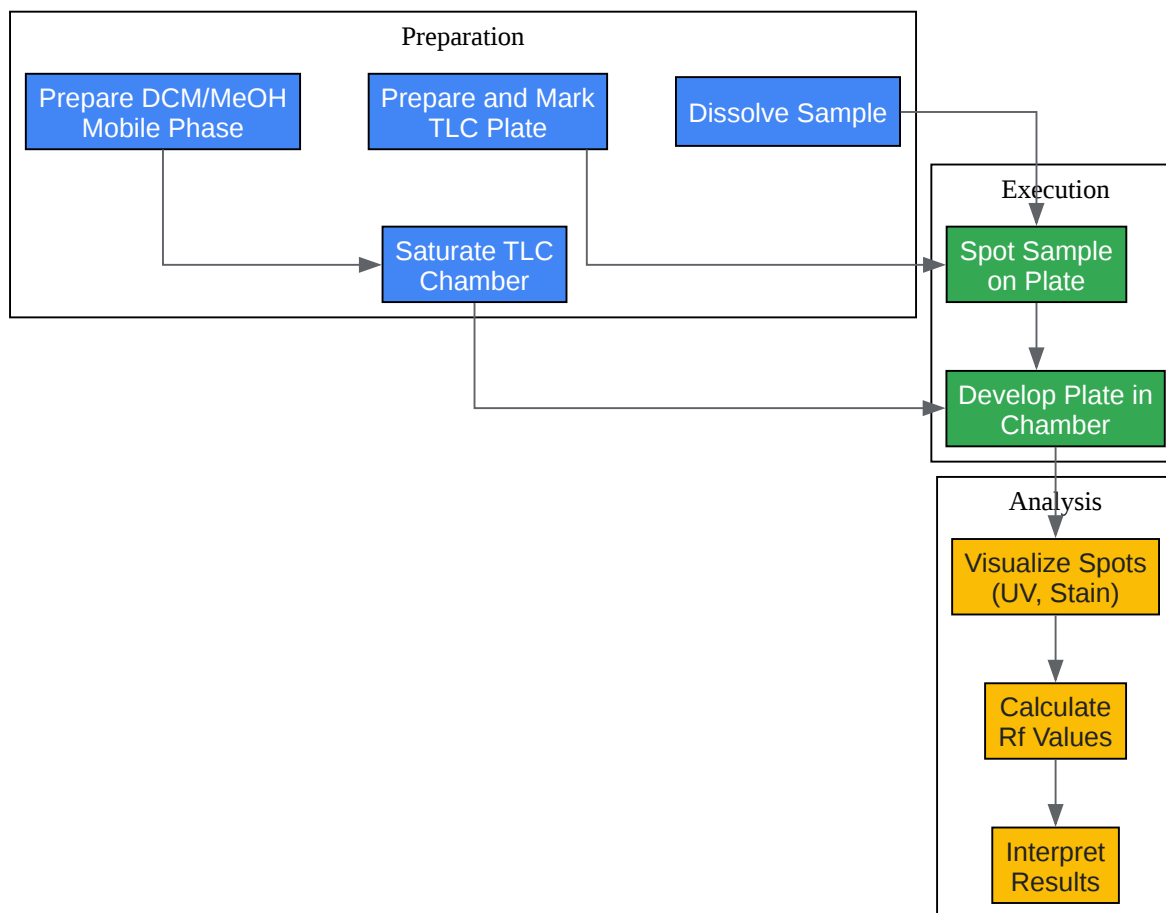 Preparation
Prepare DCM/MeOH
Mobile Phase
Prepare and Mark
TLC Plate
Dissolve Sample
Saturate TLC
Chamber
Execution
Spot Sample
on Plate
Develop Plate in
Chamber
Analysis
Visualize Spots
(UV, Stain)
Calculate
Rf Values
Interpret
Results